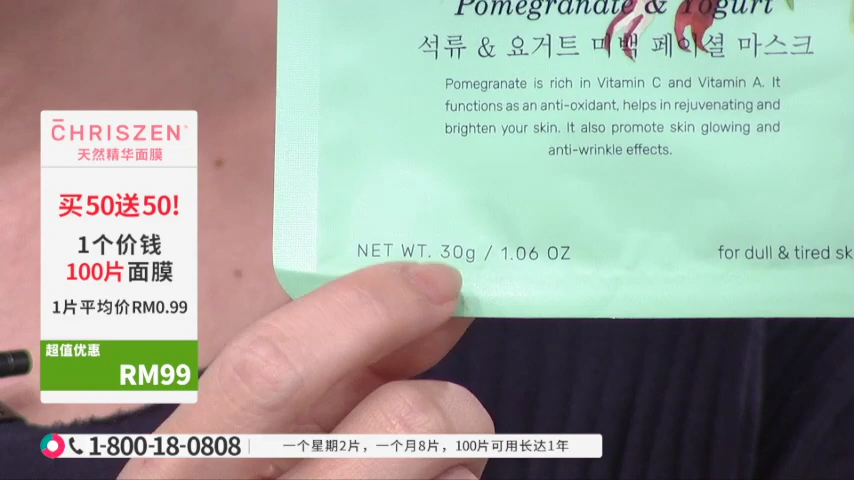 Pomegranate & Yogurt
석류 & 요거트 미백 페이셜 마스크
Pomegranate is rich in Vitamin C and Vitamin A. It
functions as an anti-oxidant, helps in rejuvenating and
brighten your skin. It also promote skin glowing and
anti-wrinkle effects.
NET WT. 30g / 1.06 OZ
for dull & tired sk
CHRISZEN
天然精华面膜
买50送50!
1个价钱
100片面膜
1片平均价RM0.99
超值优惠
RM99
1-800-18-0808
一个星期2片，一个月8片，100片可用长达1年